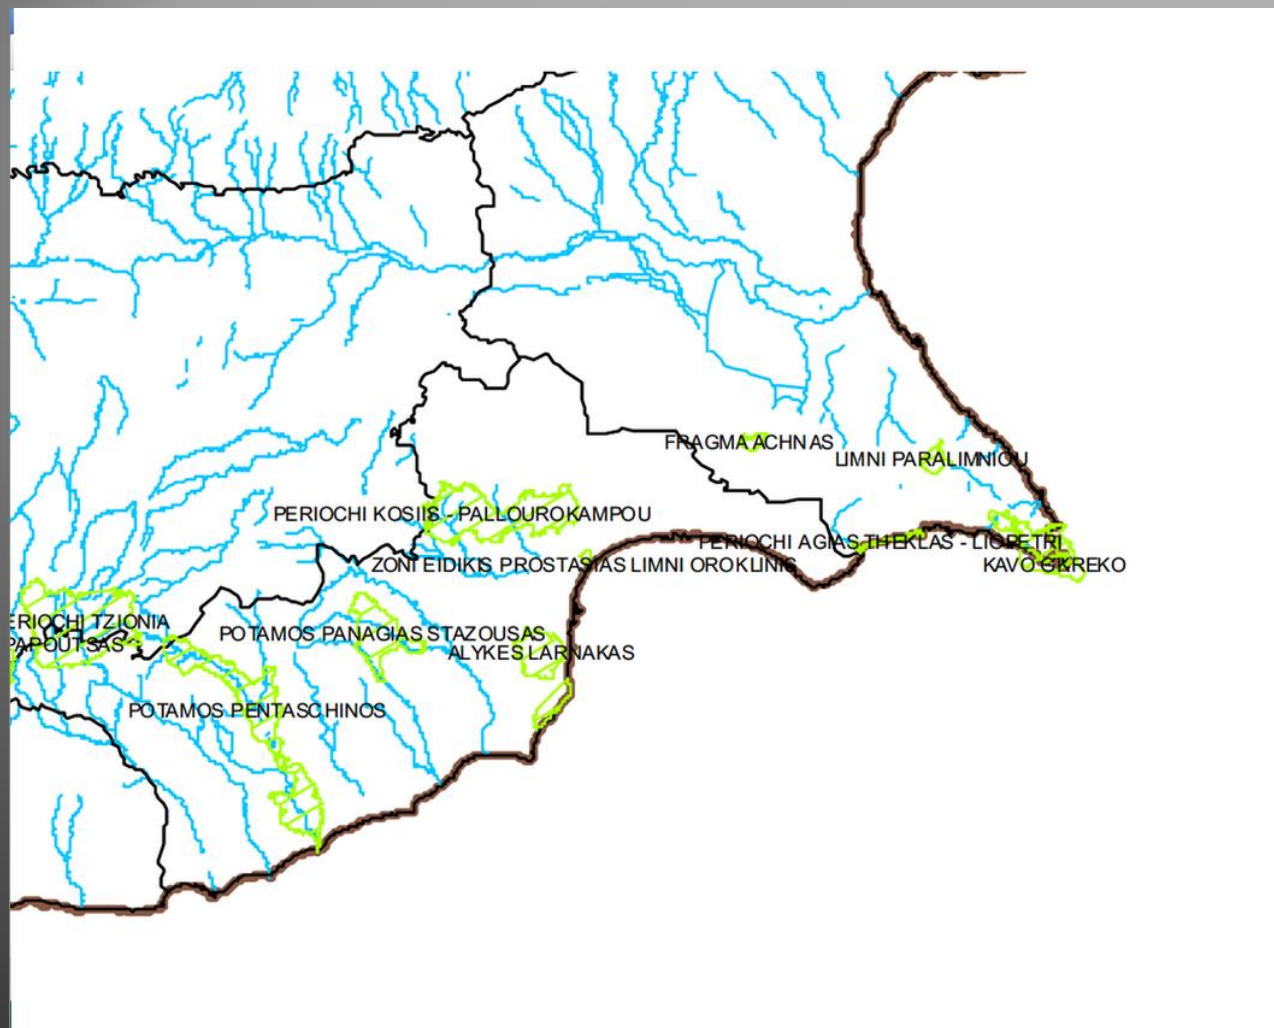 FRAGMA ACHNAS
LIMNI PARALIMNIOU
PERIOCHI KOSIIS - PALLOUROKAMPOU
PERIOCHI AGIAS THEKLAS - LIOPETRI
ZONI EIDIKIS PROSTASIAS LIMNI OROKLINIS
KAVO GKREKO
ERIOCHI TZIONIA
POTAMOS PANAGIAS STAZOUSAS
PAPOUTSAS
ALYKES LARNAKAS
POTAMOS PENTASCHINOS